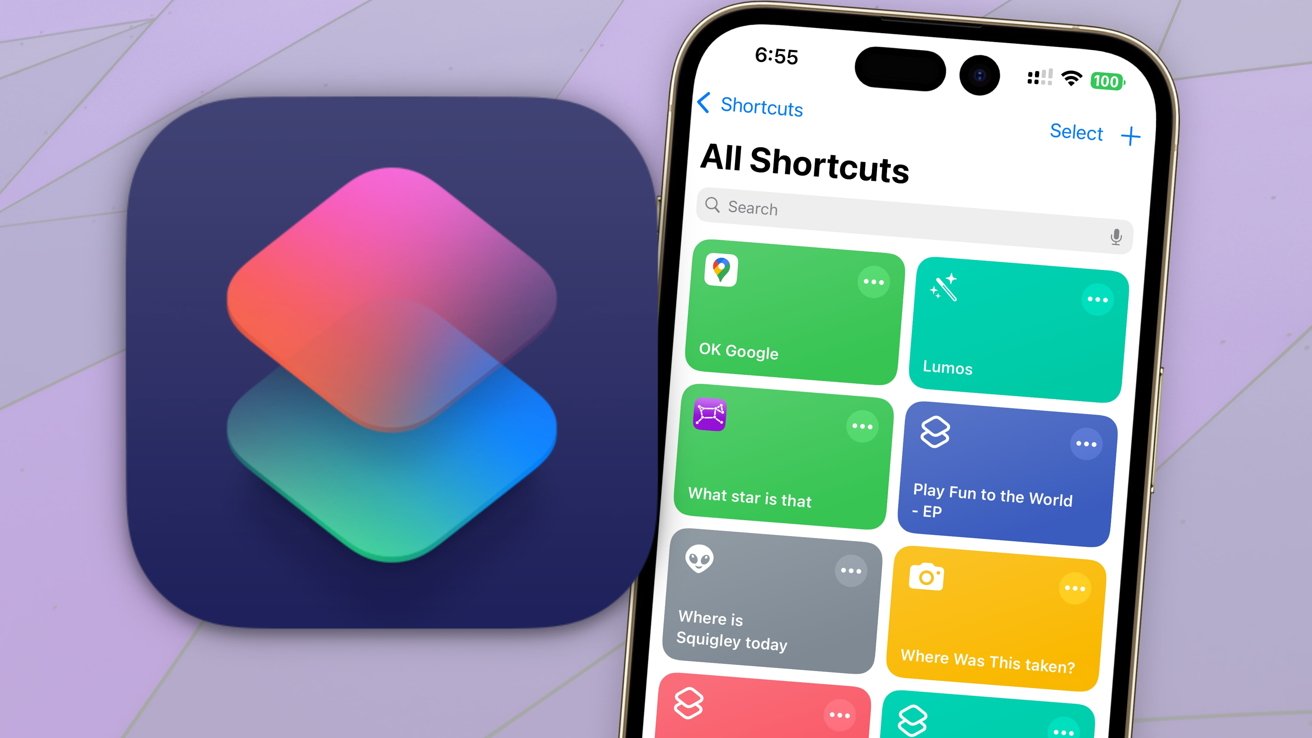 6:55
100
Shortcuts
Select
All Shortcuts
Search
OK Google
Lumos
What star is that
Play Fun to the World
- EP
Where is
Squigley today
Where Was This taken?